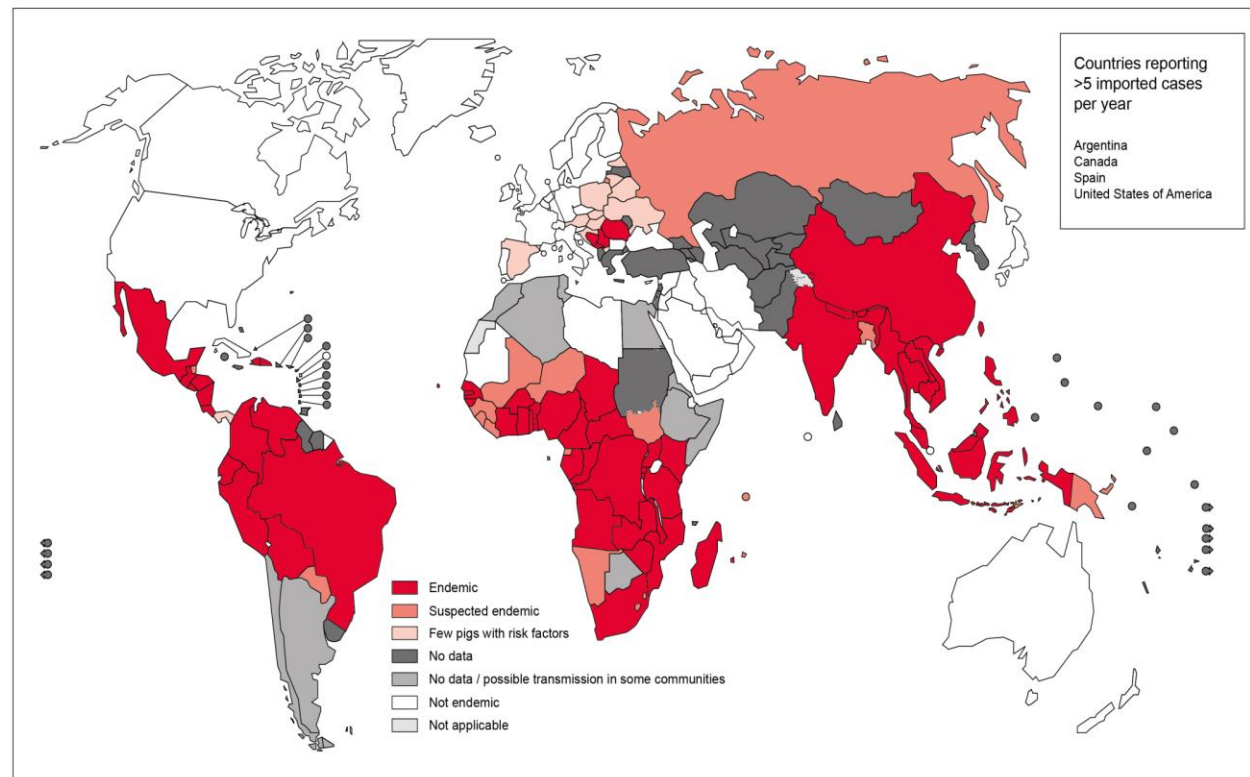 Countries reporting
>5 imported cases
per year
Argentina
Canada
Spain
United States of America
Endemic
Suspected endemic
Few pigs with risk factors
No data
No data / possible transmission in some communities
Not endemic
Not applicable